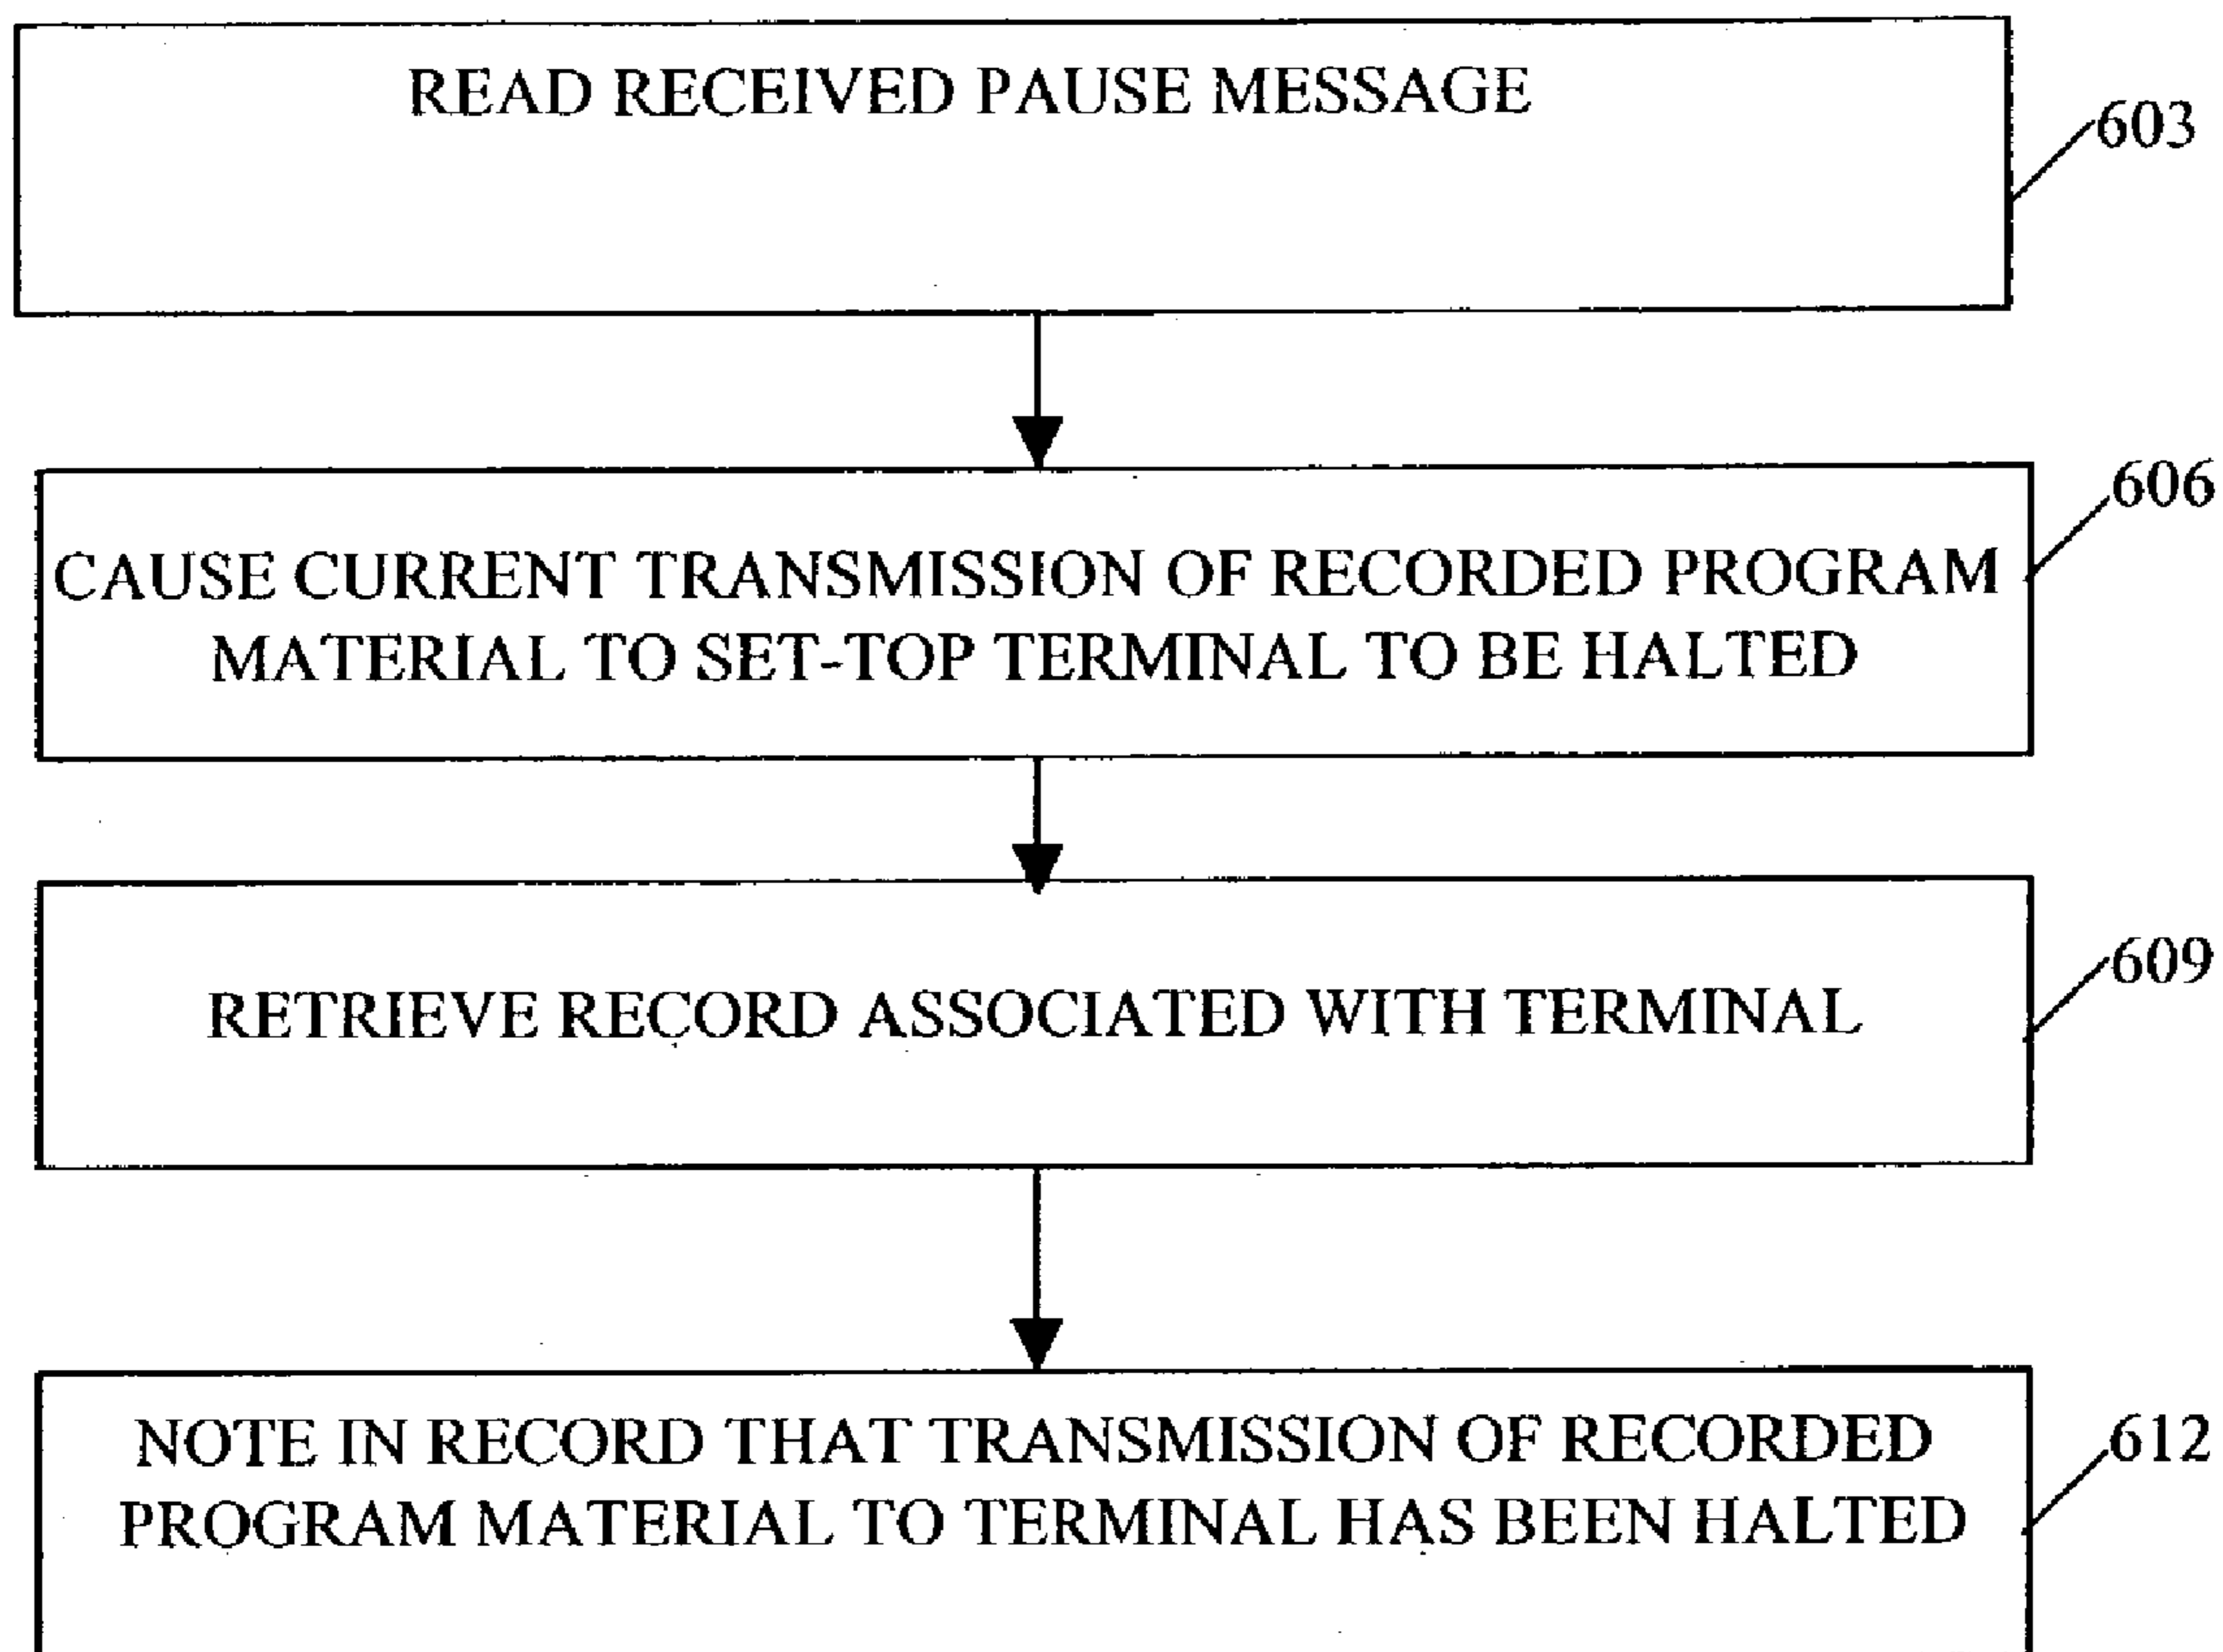 READ RECEIVED PAUSE MESSAGE
603
606
CAUSE CURRENT TRANSMISSION OF RECORDED PROGRAM
MATERIAL TO SET-TOP TERMINAL TO BE HALTED
609
RETRIEVE RECORD ASSOCIATED WITH TERMINAL
NOTE IN RECORD THAT TRANSMISSION OF RECORDED
612
PROGRAM MATERIAL TO TERMINAL HAS BEEN HALTED